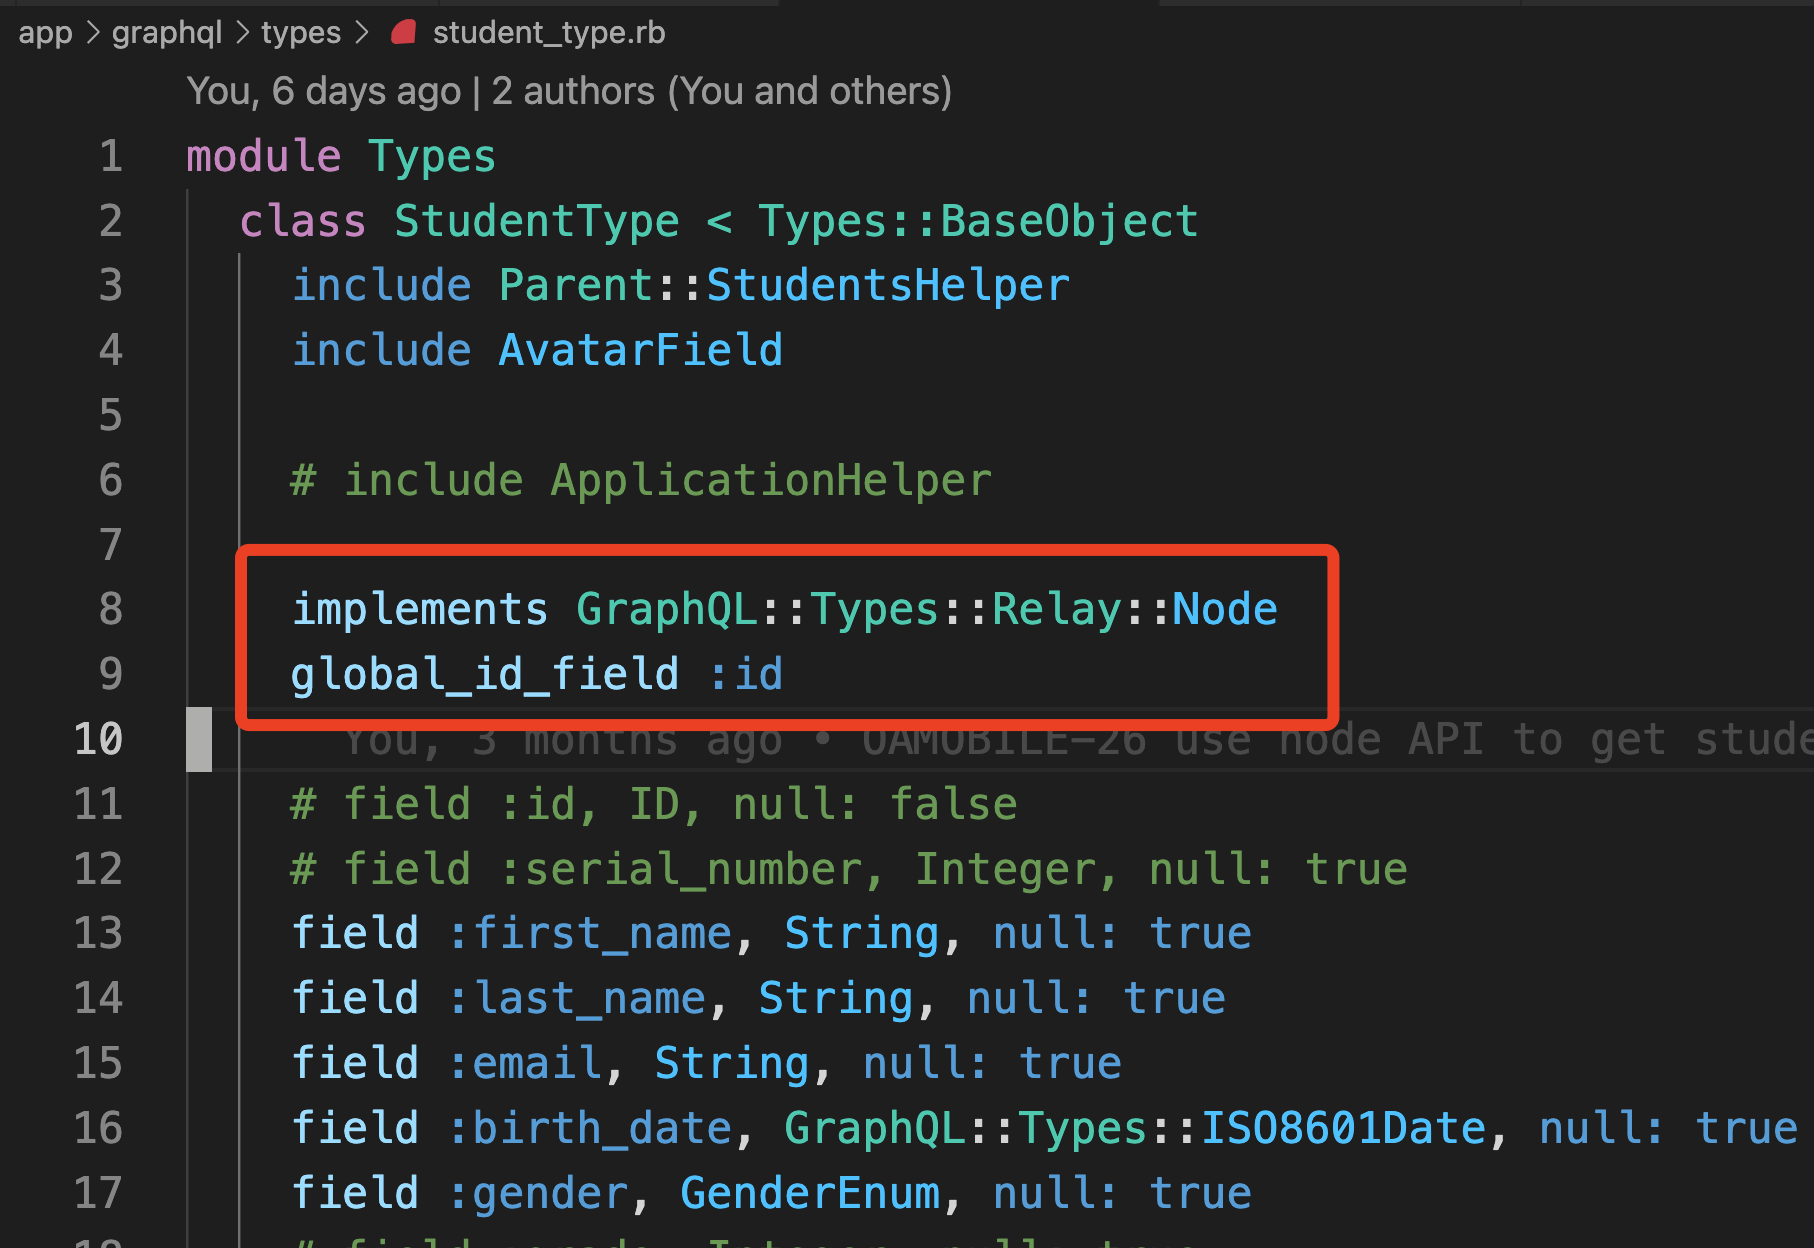 app > graphql > types > student_type.rb
You, 6 days ago | 2 authors (You and others)
1 module Types
2 class StudentType < Types::BaseObject
3 include Parent::StudentsHelper
4 include AvatarField
5
6 # include ApplicationHelper
7
8 implements GraphQL::Types::Relay::Node
9 global_id_field :id
10 You, 3 months ago • OAMOBILE-26 use node API to get stude
11 # field :id, ID, null: false
12 # field :serial_number, Integer, null: true
13 field :first_name, String, null: true
14 field :last_name, String, null: true
15 field :email, String, null: true
16 field :birth_date, GraphQL::Types::ISO8601Date, null: true
17 field :gender, GenderEnum, null: true